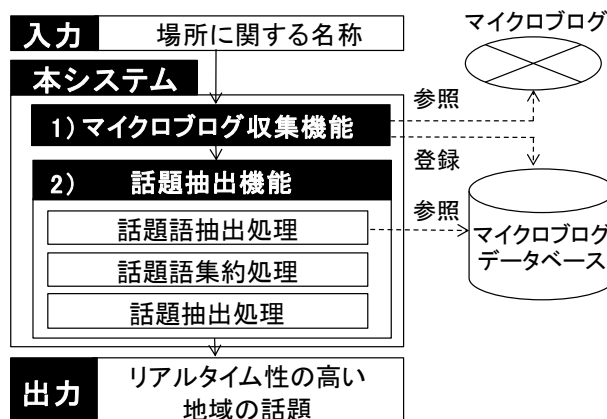 入力 場所に関する名称
マイクロブログ
本システム
参照
1)マイクロブログ収集機能
登録
2) 話題抽出機能
参照
話題語抽出処理
マイクロブログ
データベース
話題語集約処理
話題抽出処理
出力
リアルタイム性の高い
地域の話題